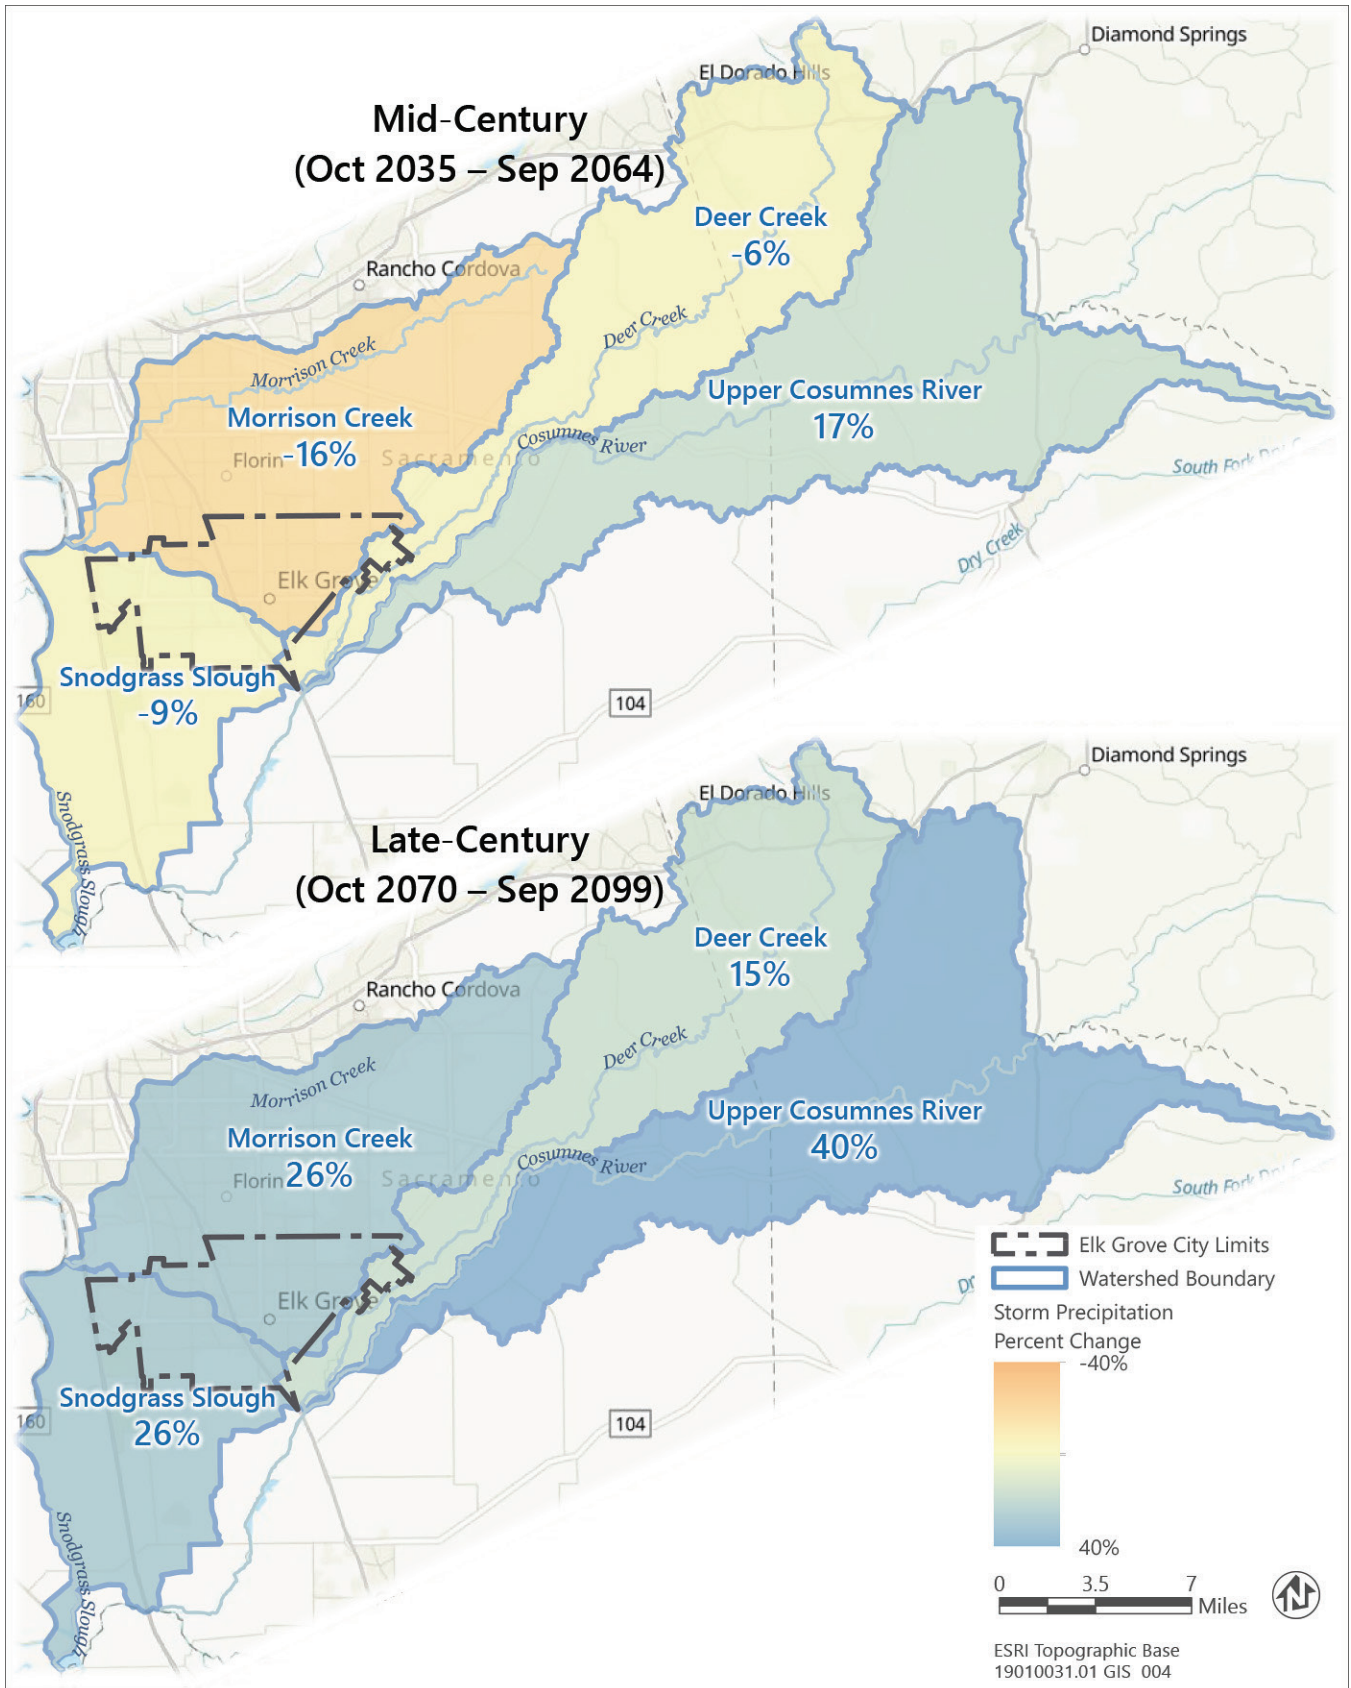 Diamond Springs
El Dorado Hills
Mid-Century
(Oct 2035 – Sep 2064)
Deer Creek
-6%
Rancho Cordova
Deer Creek
Morrison Creek
Upper Cosumnes River
17%
Morrison Creek
-16%
Florin
Sacramento
Cosumnes River
South Fork Dry
Dry Creek
Elk Grove
Snodgrass Slough
-9%
160
104
Snodgrass Slough
Diamond Springs
El Dorado Hills
Late-Century
(Oct 2070 – Sep 2099)
Deer Creek
15%
Rancho Cordova
Deer Creek
Morrison Creek
Upper Cosumnes River
40%
Morrison Creek
26%
Florin
Sacramento
Cosumnes River
South Fork Dry
Elk Grove
Snodgrass Slough
26%
160
104
Snodgrass Slough
Elk Grove City Limits
Watershed Boundary
Storm Precipitation
Percent Change
-40%
40%
0 3.5 7
Miles
N
ESRI Topographic Base
19010031.01 GIS 004